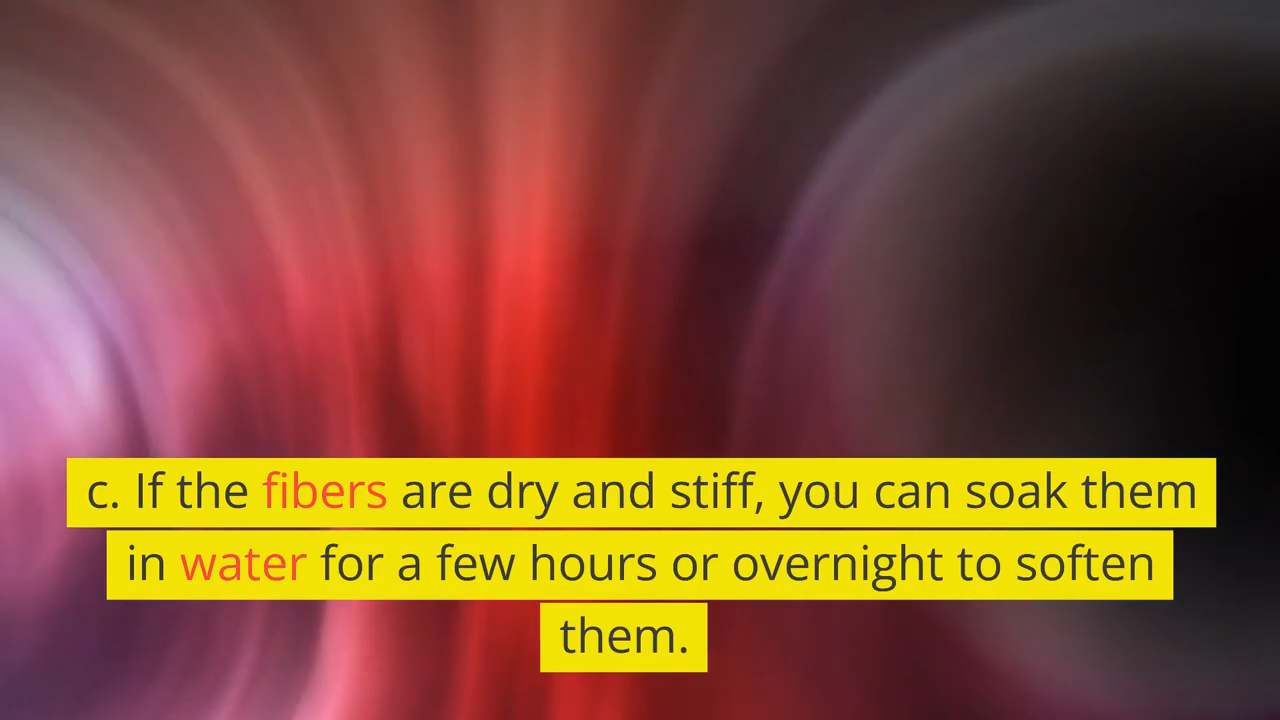 c. If the fibers are dry and stiff, you can soak them
in water for a few hours or overnight to soften
them.